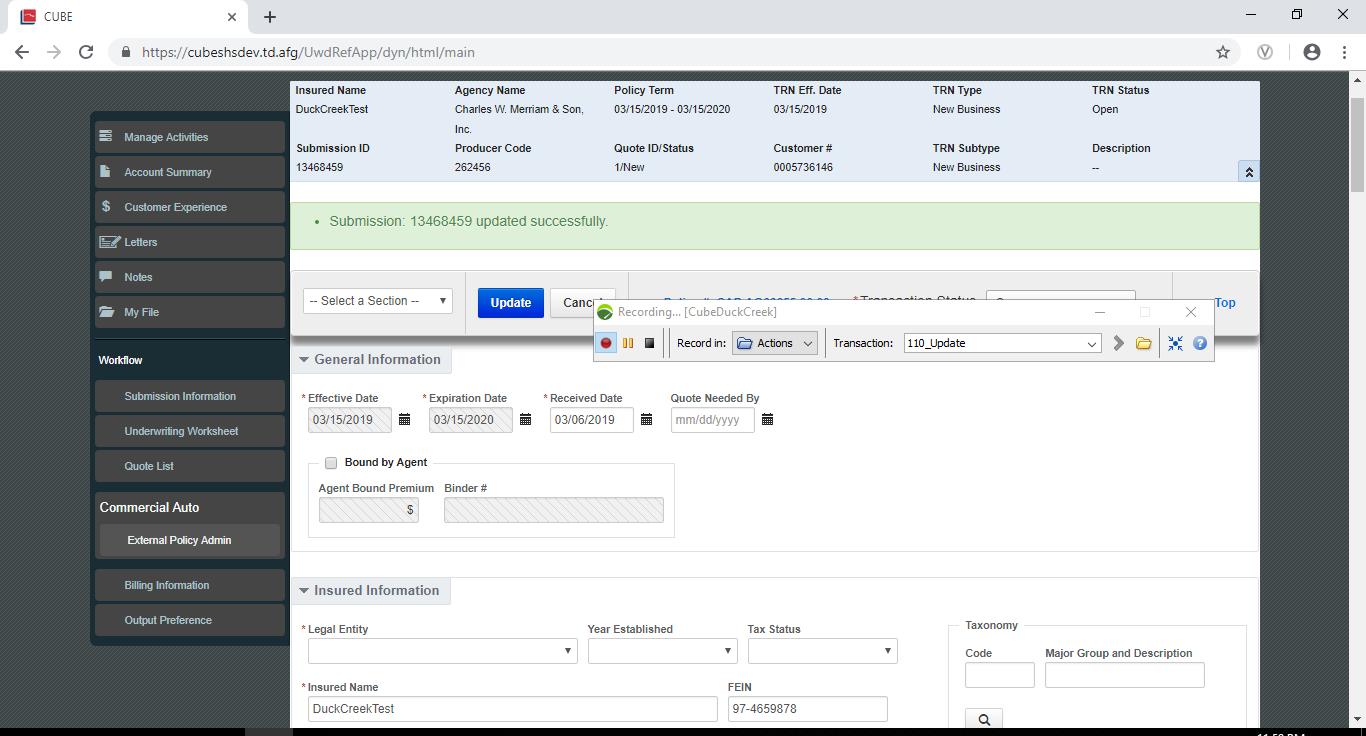 CUBE
https://cubeshsdev.td.afg/UwdRefApp/dyn/html/main
Insured Name Agency Name Policy Term TRN Eff. Date TRN Type TRN Status
DuckCreekTest Charles W. Merriam & Son, 03/15/2019 - 03/15/2020 03/15/2019 New Business Open
Inc.
Submission ID Producer Code Quote ID/Status Customer # TRN Subtype Description
13468459 262456 1/New 0005736146 New Business --
Manage Activities
Account Summary
$ Customer Experience
Letters
Notes
My File
Workflow
Submission Information
Underwriting Worksheet
Quote List
Commercial Auto
External Policy Admin
Billing Information
Output Preference
• Submission: 13468459 updated successfully.
-- Select a Section -- Update Top
Recording... [CubeDuckCreek]
Record in: Actions Transaction: 110_Update
General Information
* Effective Date * Expiration Date * Received Date Quote Needed By
03/15/2019 03/15/2020 03/06/2019 mm/dd/yyyy
Bound by Agent
Agent Bound Premium Binder #
$
Insured Information
* Legal Entity Year Established Tax Status
Taxonomy
Code Major Group and Description
* Insured Name FEIN
DuckCreekTest 97-4659878